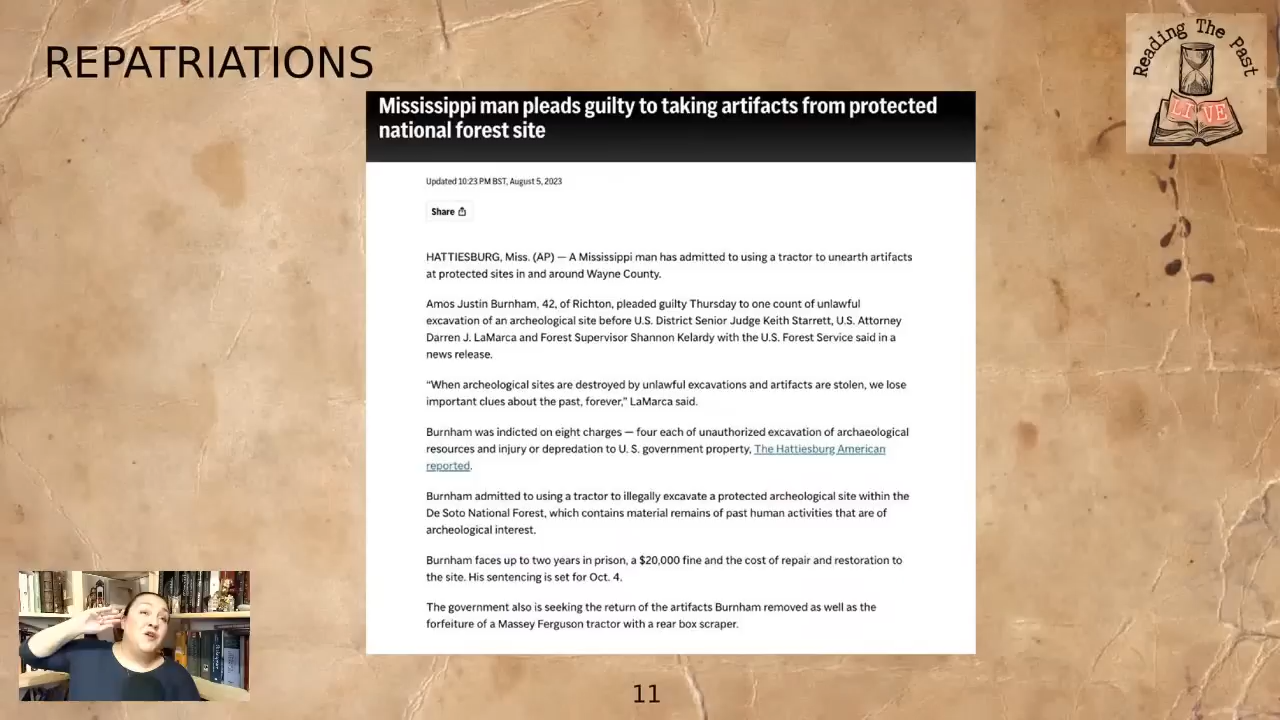 REPATRIATIONS
Reading The Past
LIVE
Mississippi man pleads guilty to taking artifacts from protected
national forest site
Updated 10:23 PM BST, August 5, 2023
Share
HATTIESBURG, Miss. (AP) — A Mississippi man has admitted to using a tractor to unearth artifacts
at protected sites in and around Wayne County.
Amos Justin Burnham, 42, of Richton, pleaded guilty Thursday to one count of unlawful
excavation of an archeological site before U.S. District Senior Judge Keith Starrett, U.S. Attorney
Darren J. LaMarca and Forest Supervisor Shannon Kelardy with the U.S. Forest Service said in a
news release.
“When archeological sites are destroyed by unlawful excavations and artifacts are stolen, we lose
important clues about the past, forever,” LaMarca said.
Burnham was indicted on eight charges — four each of unauthorized excavation of archaeological
resources and injury or depredation to U. S. government property, The Hattiesburg American
reported.
Burnham admitted to using a tractor to illegally excavate a protected archeological site within the
De Soto National Forest, which contains material remains of past human activities that are of
archeological interest.
Burnham faces up to two years in prison, a $20,000 fine and the cost of repair and restoration to
the site. His sentencing is set for Oct. 4.
The government also is seeking the return of the artifacts Burnham removed as well as the
forfeiture of a Massey Ferguson tractor with a rear box scraper.
11